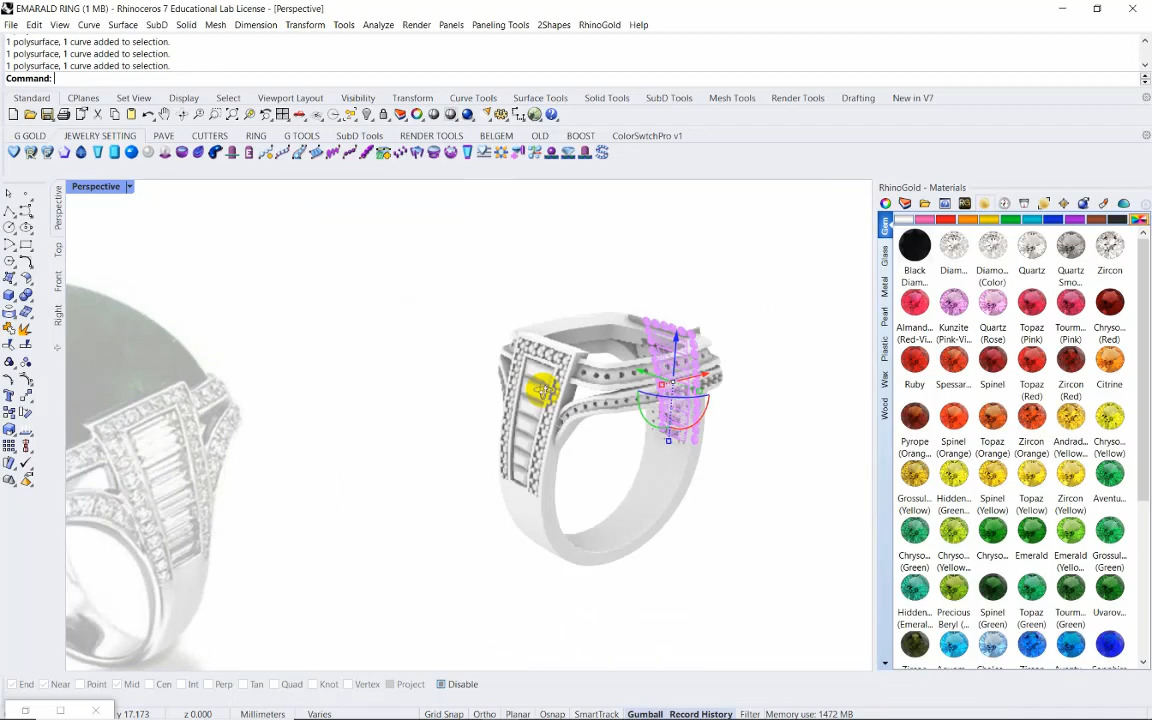 EMARALD RING (1 MB) - Rhinoceros 7 Educational Lab License - [Perspective]
File Edit View Curve Surface SubD Solid Mesh Dimension Transform Tools Analyze Render Panels Paneling Tools 2Shapes RhinoGold Help
1 polysurface, 1 curve added to selection.
1 polysurface, 1 curve added to selection.
1 polysurface, 1 curve added to selection.
Command:
Standard CPlanes Set View Display Select Viewport Layout Visibility Transform Curve Tools Surface Tools Solid Tools SubD Tools Mesh Tools Render Tools Drafting New in V7
G GOLD JEWELRY SETTING PAVE CUTTERS RING G TOOLS SubD Tools RENDER TOOLS BELGEM OLD BOOST ColorSwtchPro v1
Perspective
Perspective
Top
Front
Right
RhinoGold - Materials
Gem
Glass
Metal
Pearl
Plastic
Wax
Wood
Black Diam... Diam... Diamo... (Color) Quartz Quartz Smo... Zircon
Almand... (Red-Vi... Kunzite (Pink-Vi... Quartz (Rose) Topaz (Pink) Tourm... (Pink) Chryso... (Red)
Ruby Spessar... Spinel Topaz (Red) Zircon (Red) Citrine
Pyrope (Orang... Spinel (Orang... Topaz (Orange) Zircon (Orang... Andrad... (Yellow... Chryso... (Yellow)
Grossul... (Yellow) Hidden... (Green... Spinel (Yellow) Topaz (Yellow) Zircon (Yellow) Aventu...
Chryso... (Green) Chryso... (Yellow... Chryso... Emerald Emerald (Yello... Grossul... (Green)
Hidden... (Emeral... Precious Beryl (... Spinel (Green) Topaz (Green) Tourm... (Green) Uvarov...
End Near Point Mid Cen Int Perp Tan Quad Knot Vertex Project Disable
y 17.173 z 0.000 Millimeters Varies Grid Snap Ortho Planar Osnap SmartTrack Gumball Record History Filter Memory use: 1472 MB